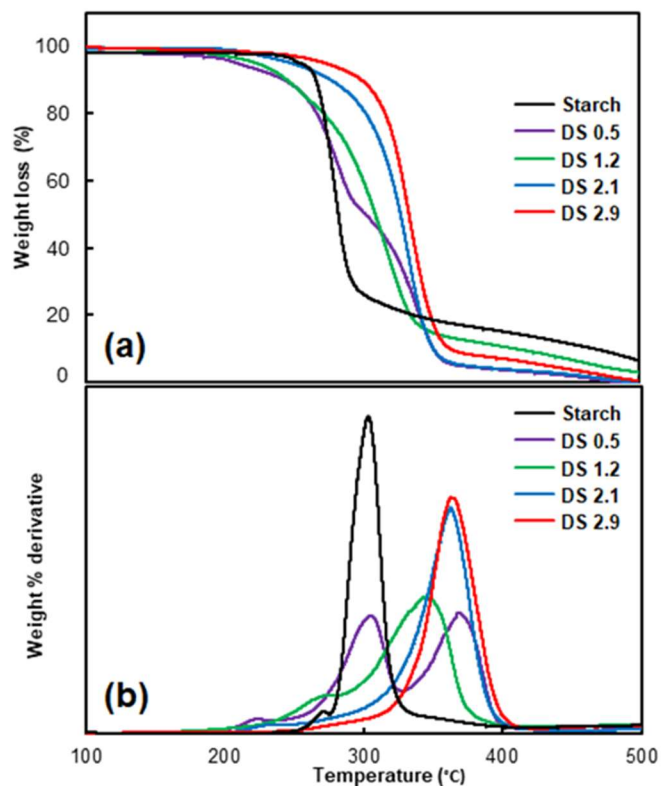 100
80
60
40
20
0
Weight loss (%)
Starch
DS 0.5
DS 1.2
DS 2.1
DS 2.9
(a)
Weight % derivative
Starch
DS 0.5
DS 1.2
DS 2.1
DS 2.9
(b)
100
200
300
400
500
Temperature (°C)